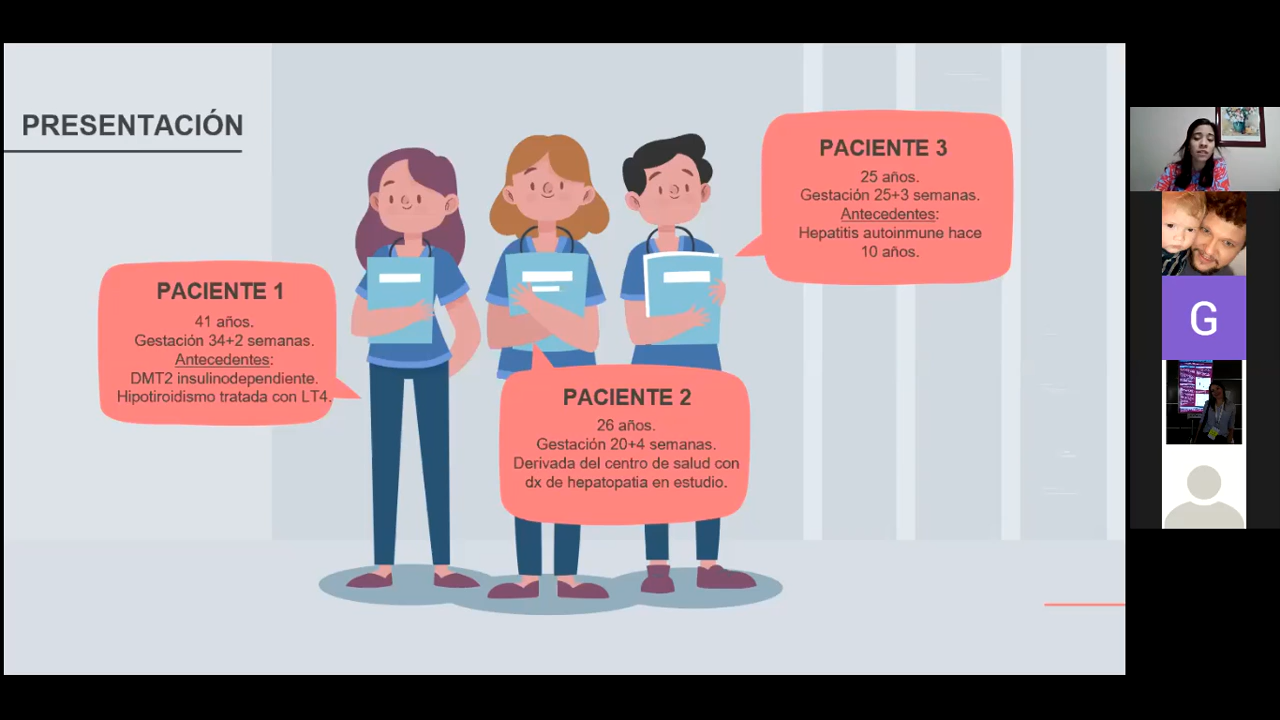 PRESENTACIÓN
PACIENTE 1
41 años.
Gestación 34+2 semanas.
Antecedentes:
DMT2 insulinodependiente.
Hipotiroidismo tratada con LT4.
PACIENTE 2
26 años.
Gestación 20+4 semanas.
Derivada del centro de salud con
dx de hepatopatia en estudio.
PACIENTE 3
25 años.
Gestación 25+3 semanas.
Antecedentes:
Hepatitis autoinmune hace
10 años.
G